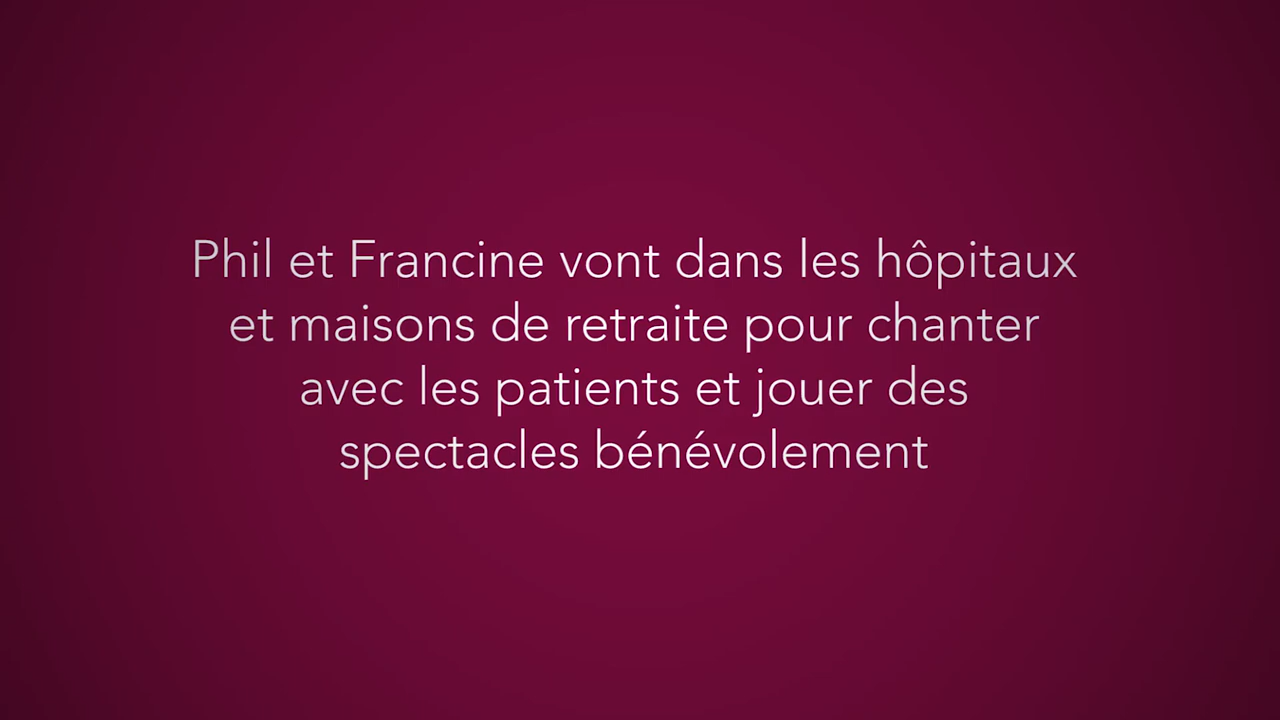 Phil et Francine vont dans les hôpitaux
et maisons de retraite pour chanter
avec les patients et jouer des
spectacles bénévolement